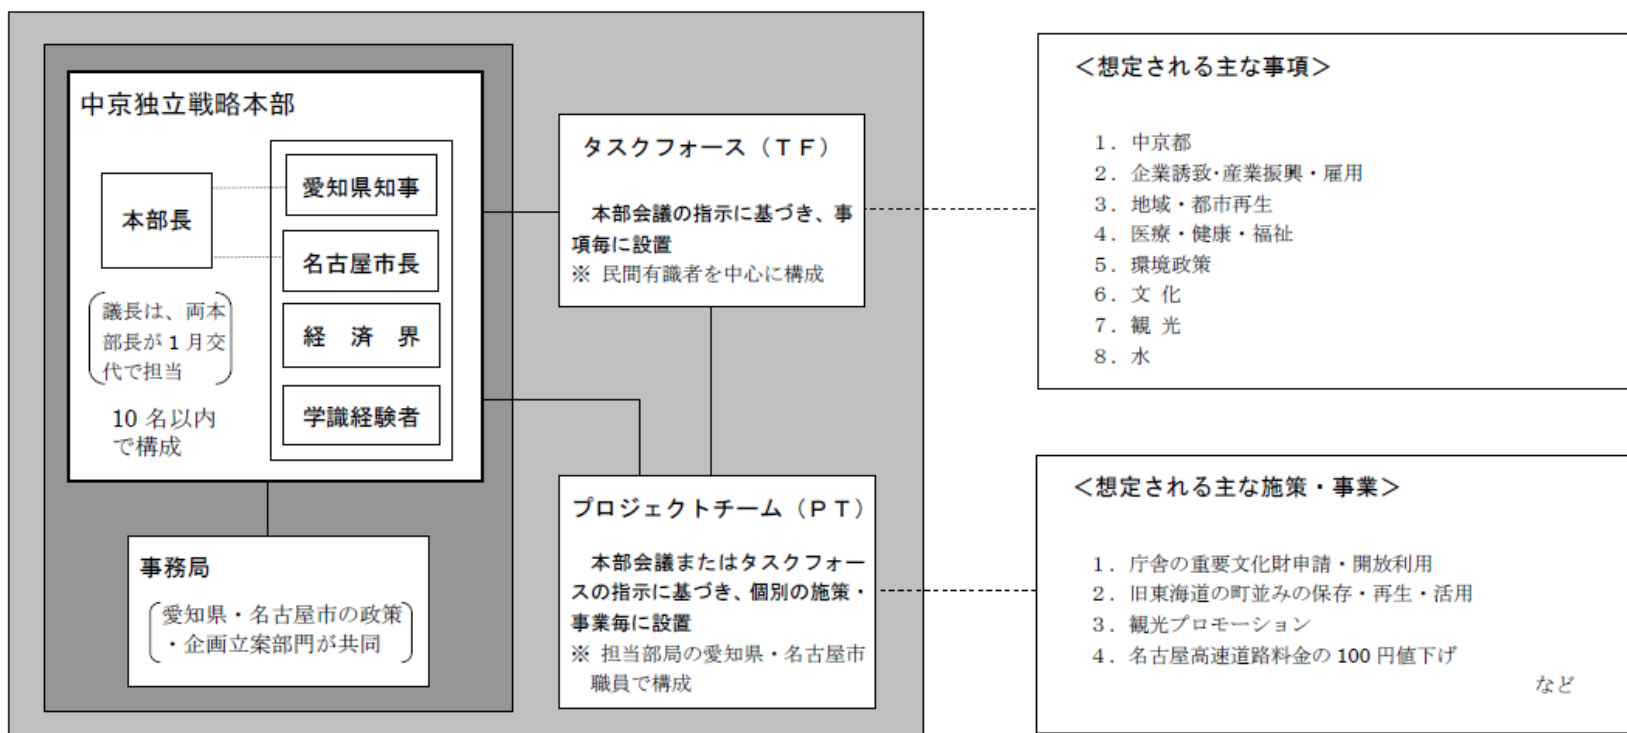 中京独立戦略本部
本部長
愛知県知事
名古屋市長
経 済 界
学識経験者
議長は、両本
部長が1月交
代で担当
10 名以内
で構成
事務局
愛知県・名古屋市の政策
・企画立案部門が共同
タスクフォース（ＴＦ）
本部会議の指示に基づき、事
項毎に設置
※ 民間有識者を中心に構成
プロジェクトチーム（ＰＴ）
本部会議またはタスクフォー
スの指示に基づき、個別の施策・
事業毎に設置
※ 担当部局の愛知県・名古屋市
職員で構成
＜想定される主な事項＞
１．中京都
２．企業誘致・産業振興・雇用
３．地域・都市再生
４．医療・健康・福祉
５．環境政策
６．文 化
７．観 光
８．水
＜想定される主な施策・事業＞
１．庁舎の重要文化財申請・開放利用
２．旧東海道の町並みの保存・再生・活用
３．観光プロモーション
４．名古屋高速道路料金の 100 円値下げ
など